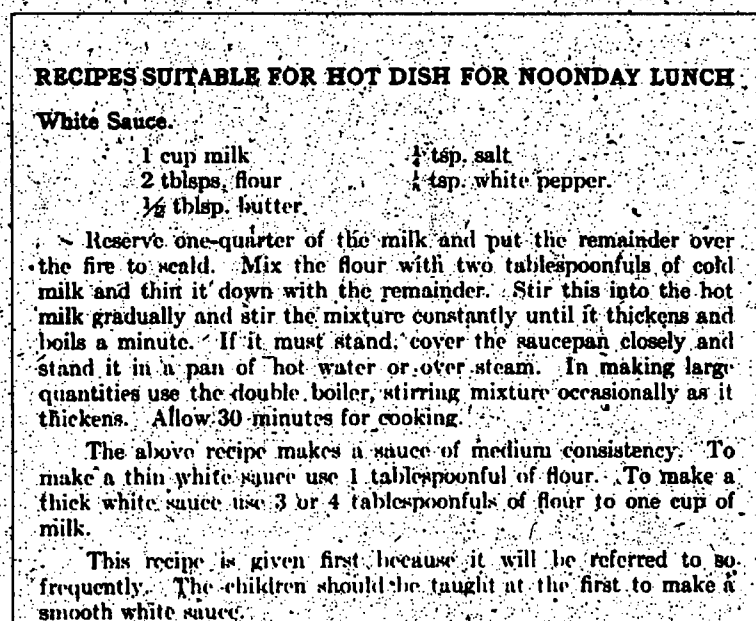 RECIPES SUITABLE FOR HOT DISH FOR NOONDAY LUNCH
White Sauce.
1 cup milk ¼ tsp. salt
2 tblsps. flour ⅛ tsp. white pepper.
½ tblsp. butter.
Reserve one-quarter of the milk and put the remainder over
the fire to scald. Mix the flour with two tablespoonfuls of cold
milk and thin it down with the remainder. Stir this into the hot
milk gradually and stir the mixture constantly until it thickens and
boils a minute. If it must stand, cover the saucepan closely and
stand it in a pan of hot water or over steam. In making large
quantities use the double boiler, stirring mixture occasionally as it
thickens. Allow 30 minutes for cooking.
The above recipe makes a sauce of medium consistency. To
make a thin white sauce use 1 tablespoonful of flour. To make a
thick white sauce use 3 or 4 tablespoonfuls of flour to one cup of
milk.
This recipe is given first because it will be referred to so
frequently. The children should be taught at the first to make a
smooth white sauce.